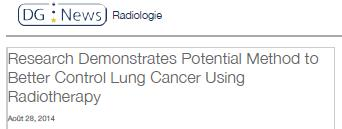 DG News Radiologie
Research Demonstrates Potential Method to
Better Control Lung Cancer Using
Radiotherapy
Août 28, 2014